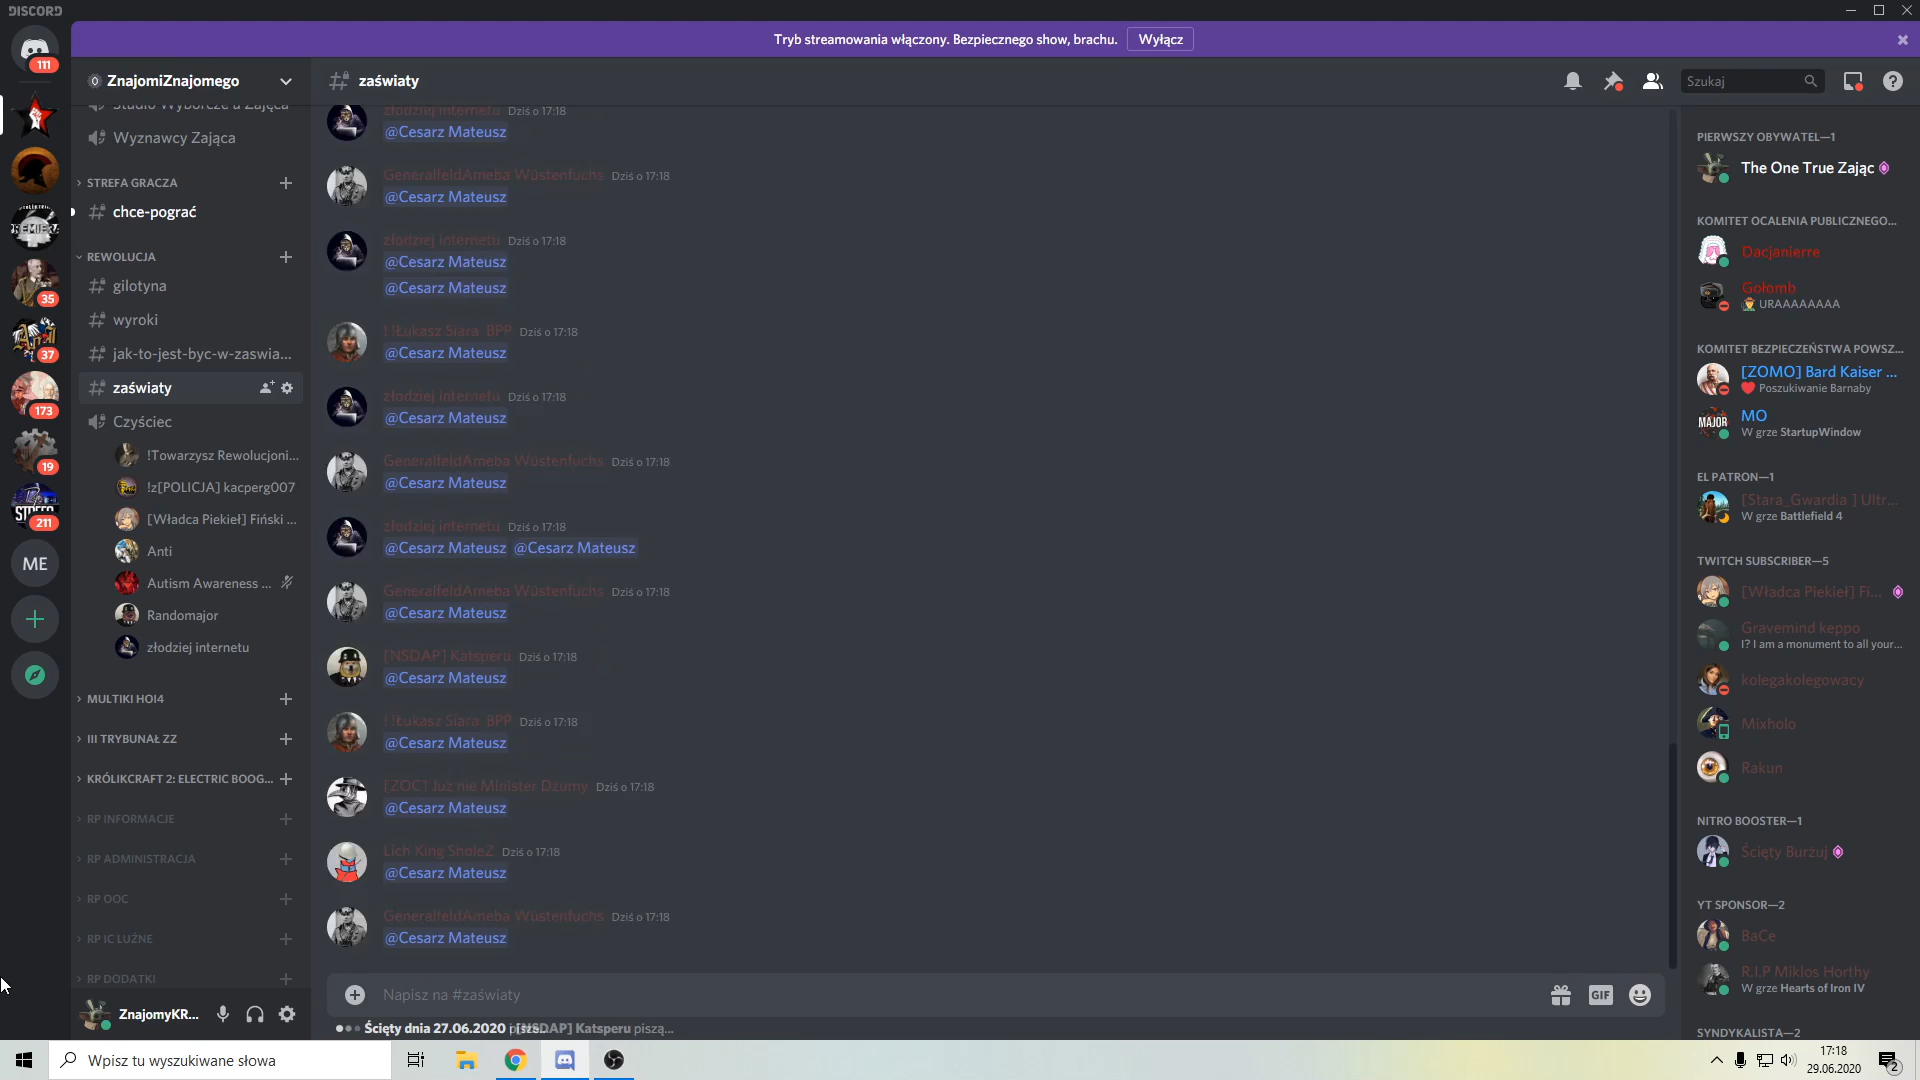 DISCORD
Tryb streamowania włączony. Bezpiecznego show, brachu. Wyłącz
111
35
37
173
19
211
ME
ZnajomiZnajomego
Studio Wyborcze u Zająca
Wyznawcy Zająca
STREFA GRACZA
chce-pograć
REWOLUCJA
gilotyna
wyroki
jak-to-jest-byc-w-zaswia...
zaświaty
Czyściec
!Towarzysz Rewolucjoni...
!z[POLICJA] kacperg007
[Władca Piekieł] Fiński ...
Anti
Autism Awareness ...
Randomajor
złodziej internetu
MULTIKI HOI4
III TRYBUNAŁ ZZ
KRÓLIKCRAFT 2: ELECTRIC BOOG...
RP INFORMACJE
RP ADMINISTRACJA
RP OOC
RP IC LUŹNE
RP DODATKI
ZnajomyKR...
zaświaty
Szukaj
złodziej internetu Dziś o 17:18
@Cesarz Mateusz
GeneralfeldAmeba Wüstenfuchs Dziś o 17:18
@Cesarz Mateusz
złodziej internetu Dziś o 17:18
@Cesarz Mateusz
@Cesarz Mateusz
! !Łukasz Siara BPP Dziś o 17:18
@Cesarz Mateusz
złodziej internetu Dziś o 17:18
@Cesarz Mateusz
GeneralfeldAmeba Wüstenfuchs Dziś o 17:18
@Cesarz Mateusz
złodziej internetu Dziś o 17:18
@Cesarz Mateusz @Cesarz Mateusz
GeneralfeldAmeba Wüstenfuchs Dziś o 17:18
@Cesarz Mateusz
[NSDAP] Katsperu Dziś o 17:18
@Cesarz Mateusz
! !Łukasz Siara BPP Dziś o 17:18
@Cesarz Mateusz
[ZOC] Już nie Minister Dżumy Dziś o 17:18
@Cesarz Mateusz
Lich King SholeZ Dziś o 17:18
@Cesarz Mateusz
GeneralfeldAmeba Wüstenfuchs Dziś o 17:18
@Cesarz Mateusz
Napisz na #zaświaty
GIF
Ścięty dnia 27.06.2020 [NSDAP] Katsperu piszą...
PIERWSZY OBYWATEL—1
The One True Zając
KOMITET OCALENIA PUBLICZNEGO...
Dacjanierre
Gołomb
URAAAAAAAA
KOMITET BEZPIECZEŃSTWA POWSZ...
[ZOMO] Bard Kaiser ...
Poszukiwanie Barnaby
MAJOR
MO
W grze StartupWindow
EL PATRON—1
[Stara_Gwardia ] Ultr...
W grze Battlefield 4
TWITCH SUBSCRIBER—5
[Władca Piekieł] Fi...
Gravemind keppo
I? I am a monument to all your...
kolegakolegowacy
Mixholo
Rakun
NITRO BOOSTER—1
Ścięty Burżuj
YT SPONSOR—2
BaCe
R.I.P Miklos Horthy
W grze Hearts of Iron IV
SYNDYKALISTA—2
Wpisz tu wyszukiwane słowa
17:18
29.06.2020
2